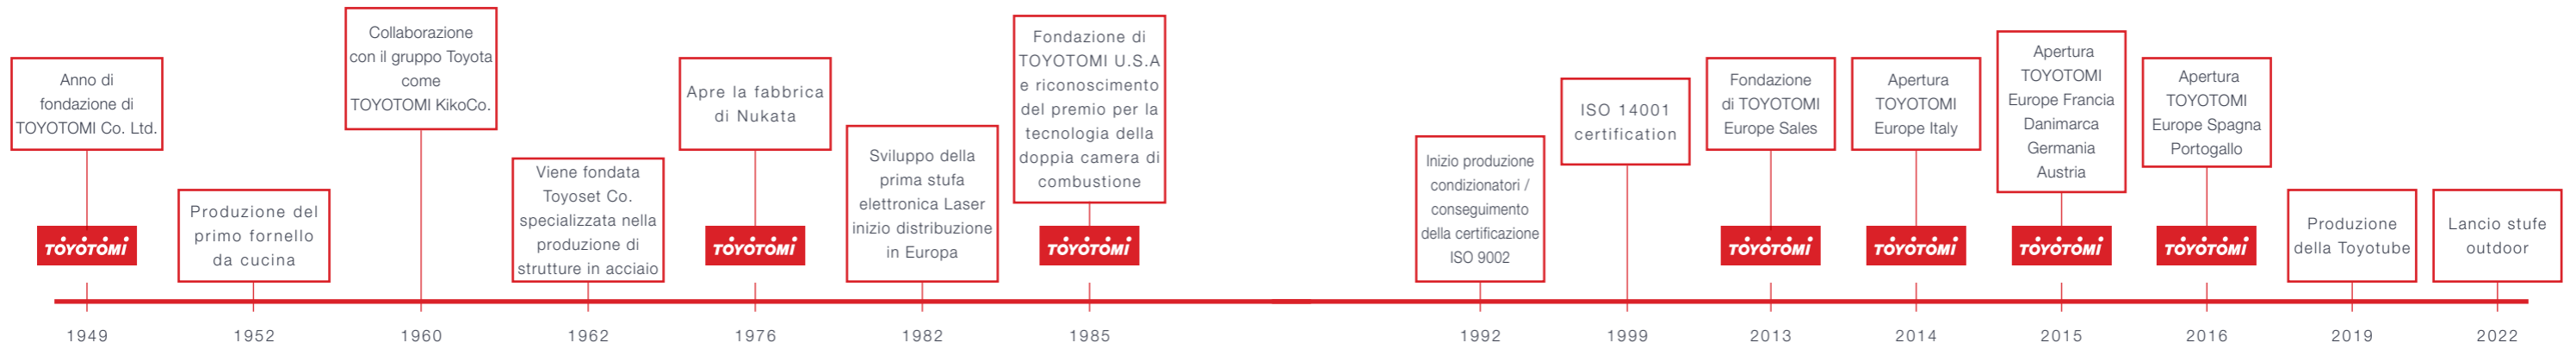 Anno di
fondazione di
TOYOTOMI Co. Ltd.
TOYOTOMI
1949
Produzione del
primo fornello
da cucina
1952
Collaborazione
con il gruppo Toyota
come
TOYOTOMI KikoCo.
1960
Viene fondata
Toyoset Co.
specializzata nella
produzione di
strutture in acciaio
1962
Apre la fabbrica
di Nukata
TOYOTOMI
1976
Sviluppo della
prima stufa
elettronica Laser
inizio distribuzione
in Europa
1982
Fondazione di
TOYOTOMI U.S.A
e riconoscimento
del premio per la
tecnologia della
doppia camera di
combustione
TOYOTOMI
1985
Inizio produzione
condizionatori /
conseguimento
della certificazione
ISO 9002
1992
ISO 14001
certification
1999
Fondazione
di TOYOTOMI
Europe Sales
TOYOTOMI
2013
Apertura
TOYOTOMI
Europe Italy
TOYOTOMI
2014
Apertura
TOYOTOMI
Europe Francia
Danimarca
Germania
Austria
TOYOTOMI
2015
Apertura
TOYOTOMI
Europe Spagna
Portogallo
TOYOTOMI
2016
Produzione
della Toyotube
2019
Lancio stufe
outdoor
2022